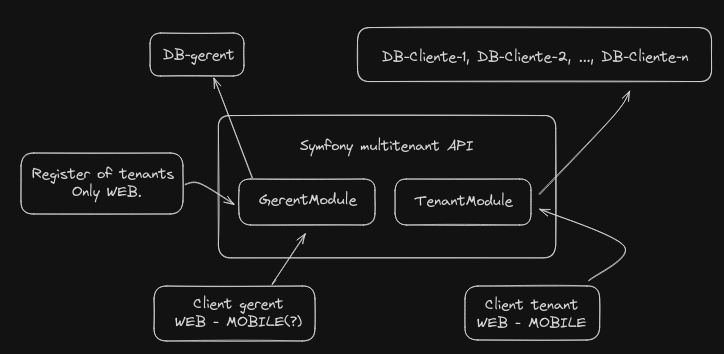 DB-gerent
DB-Cliente-1, DB-Cliente-2, ..., DB-Cliente-n
Symfony multitenant API
Register of tenants
Only WEB.
GerentModule
TenantModule
Client gerent
WEB - MOBILE(?)
Client tenant
WEB - MOBILE